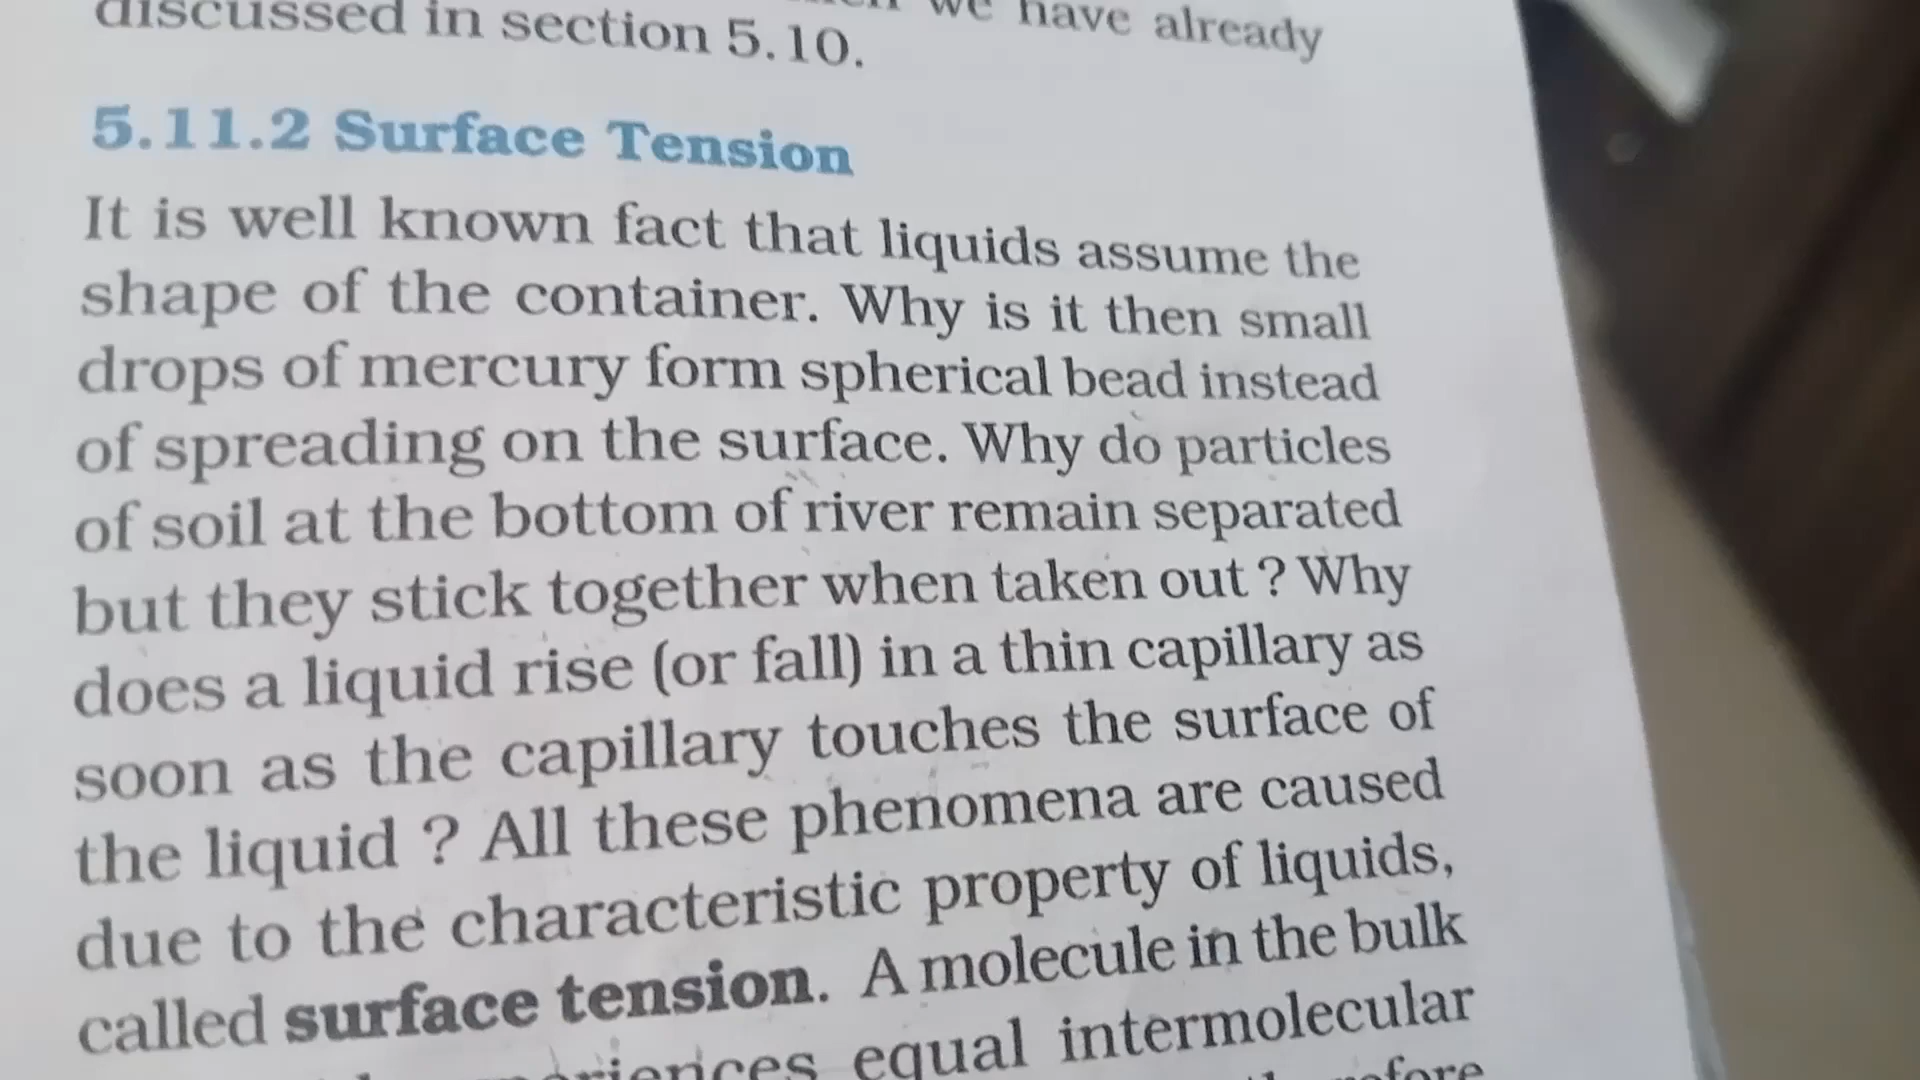 we have already
discussed in section 5.10.
5.11.2 Surface Tension
It is well known fact that liquids assume the
shape of the container. Why is it then small
drops of mercury form spherical bead instead
of spreading on the surface. Why do particles
of soil at the bottom of river remain separated
but they stick together when taken out ? Why
does a liquid rise (or fall) in a thin capillary as
soon as the capillary touches the surface of
the liquid ? All these phenomena are caused
due to the characteristic property of liquids,
called surface tension. A molecule in the bulk
equal intermolecular